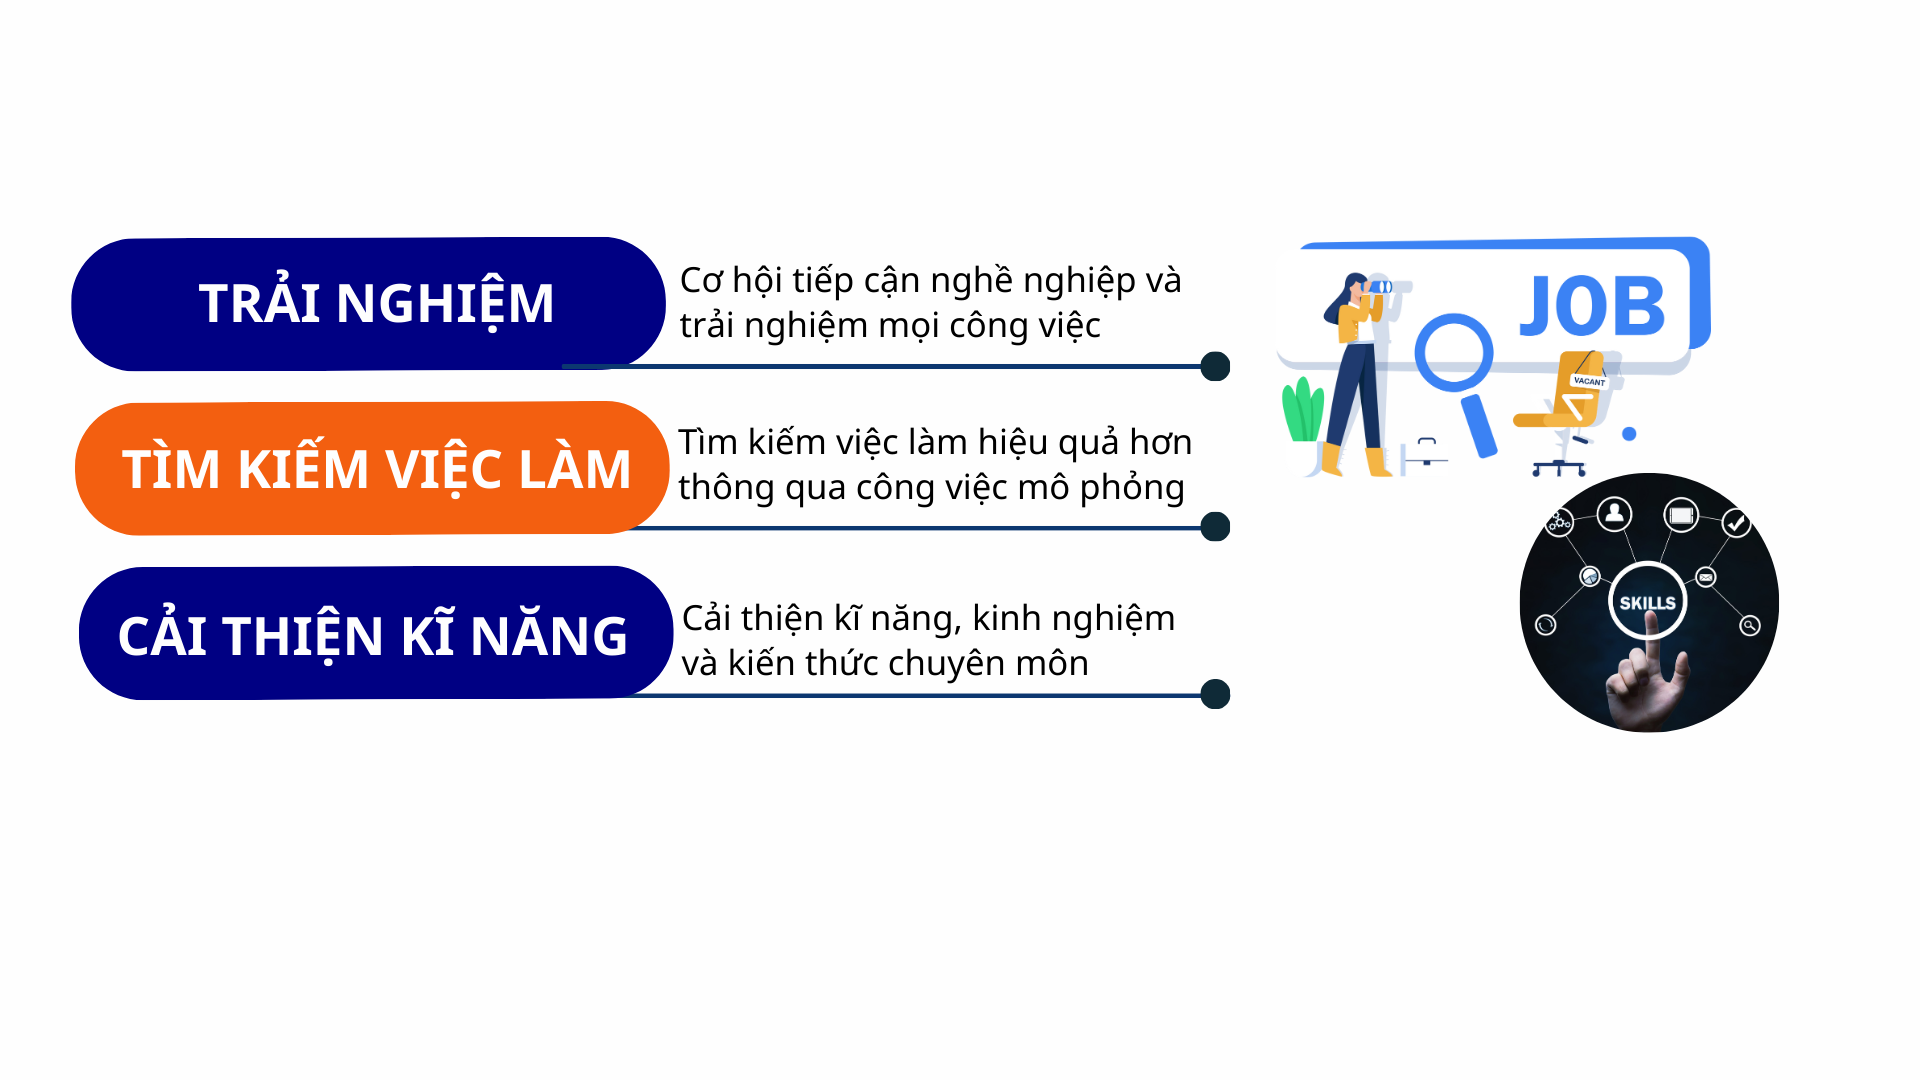 TRẢI NGHIỆM
Cơ hội tiếp cận nghề nghiệp và
trải nghiệm mọi công việc
TÌM KIẾM VIỆC LÀM
Tìm kiếm việc làm hiệu quả hơn
thông qua công việc mô phỏng
CẢI THIỆN KĨ NĂNG
Cải thiện kĩ năng, kinh nghiệm
và kiến thức chuyên môn
JOB
VACANT
SKILLS